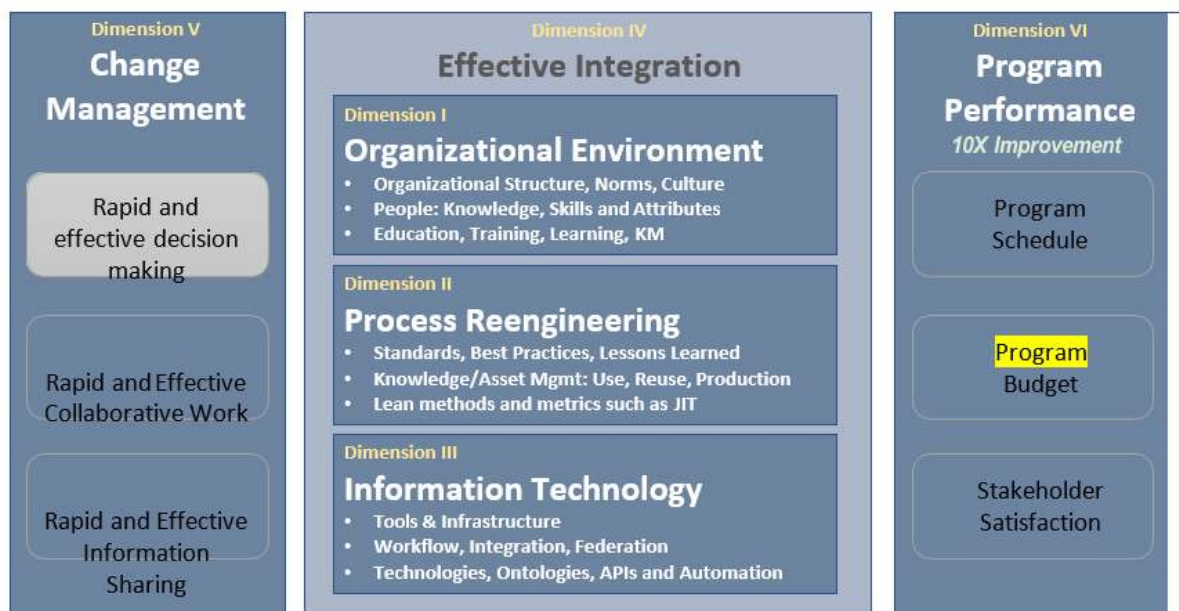 Dimension V
Change
Management
Rapid and
effective decision
making
Rapid and Effective
Collaborative Work
Rapid and Effective
Information
Sharing
Dimension IV
Effective Integration
Dimension I
Organizational Environment
• Organizational Structure, Norms, Culture
• People: Knowledge, Skills and Attributes
• Education, Training, Learning, KM
Dimension II
Process Reengineering
• Standards, Best Practices, Lessons Learned
• Knowledge/Asset Mgmt: Use, Reuse, Production
• Lean methods and metrics such as JIT
Dimension III
Information Technology
• Tools & Infrastructure
• Workflow, Integration, Federation
• Technologies, Ontologies, APIs and Automation
Dimension VI
Program
Performance
10X Improvement
Program
Schedule
Program
Budget
Stakeholder
Satisfaction